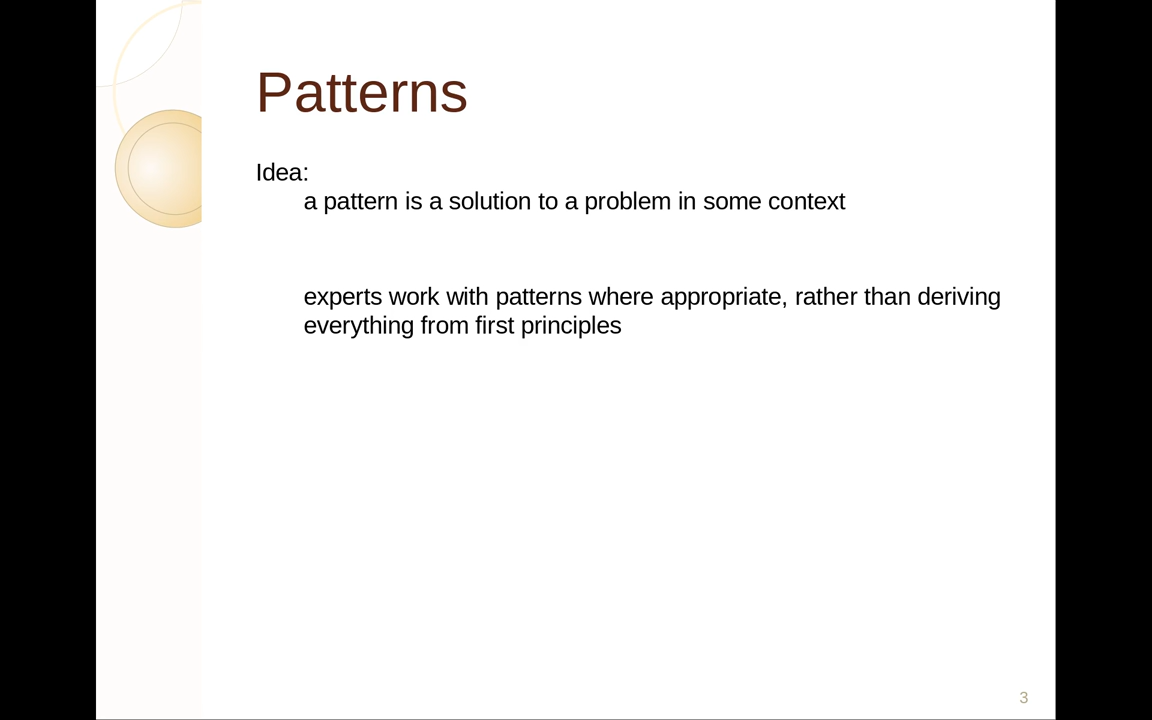 Patterns
Idea:
a pattern is a solution to a problem in some context
experts work with patterns where appropriate, rather than deriving
everything from first principles
3